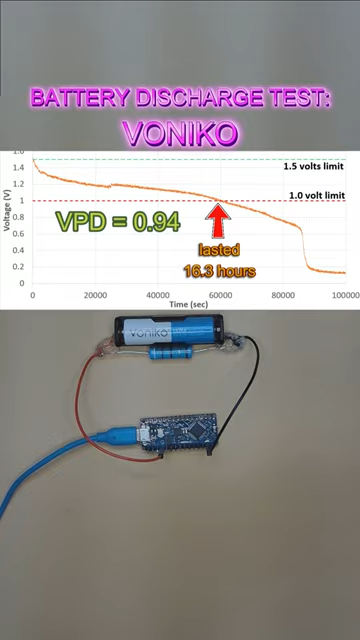 BATTERY DISCHARGE TEST:
VONIKO
1.6
1.4
1.2
1
0.8
0.6
0.4
0.2
0
Voltage (V)
1.5 volts limit
1.0 volt limit
VPD = 0.94
lasted
16.3 hours
0 20000 40000 60000 80000 100000
Time (sec)
VONIKO